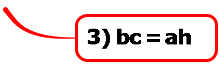 3) bc = ah